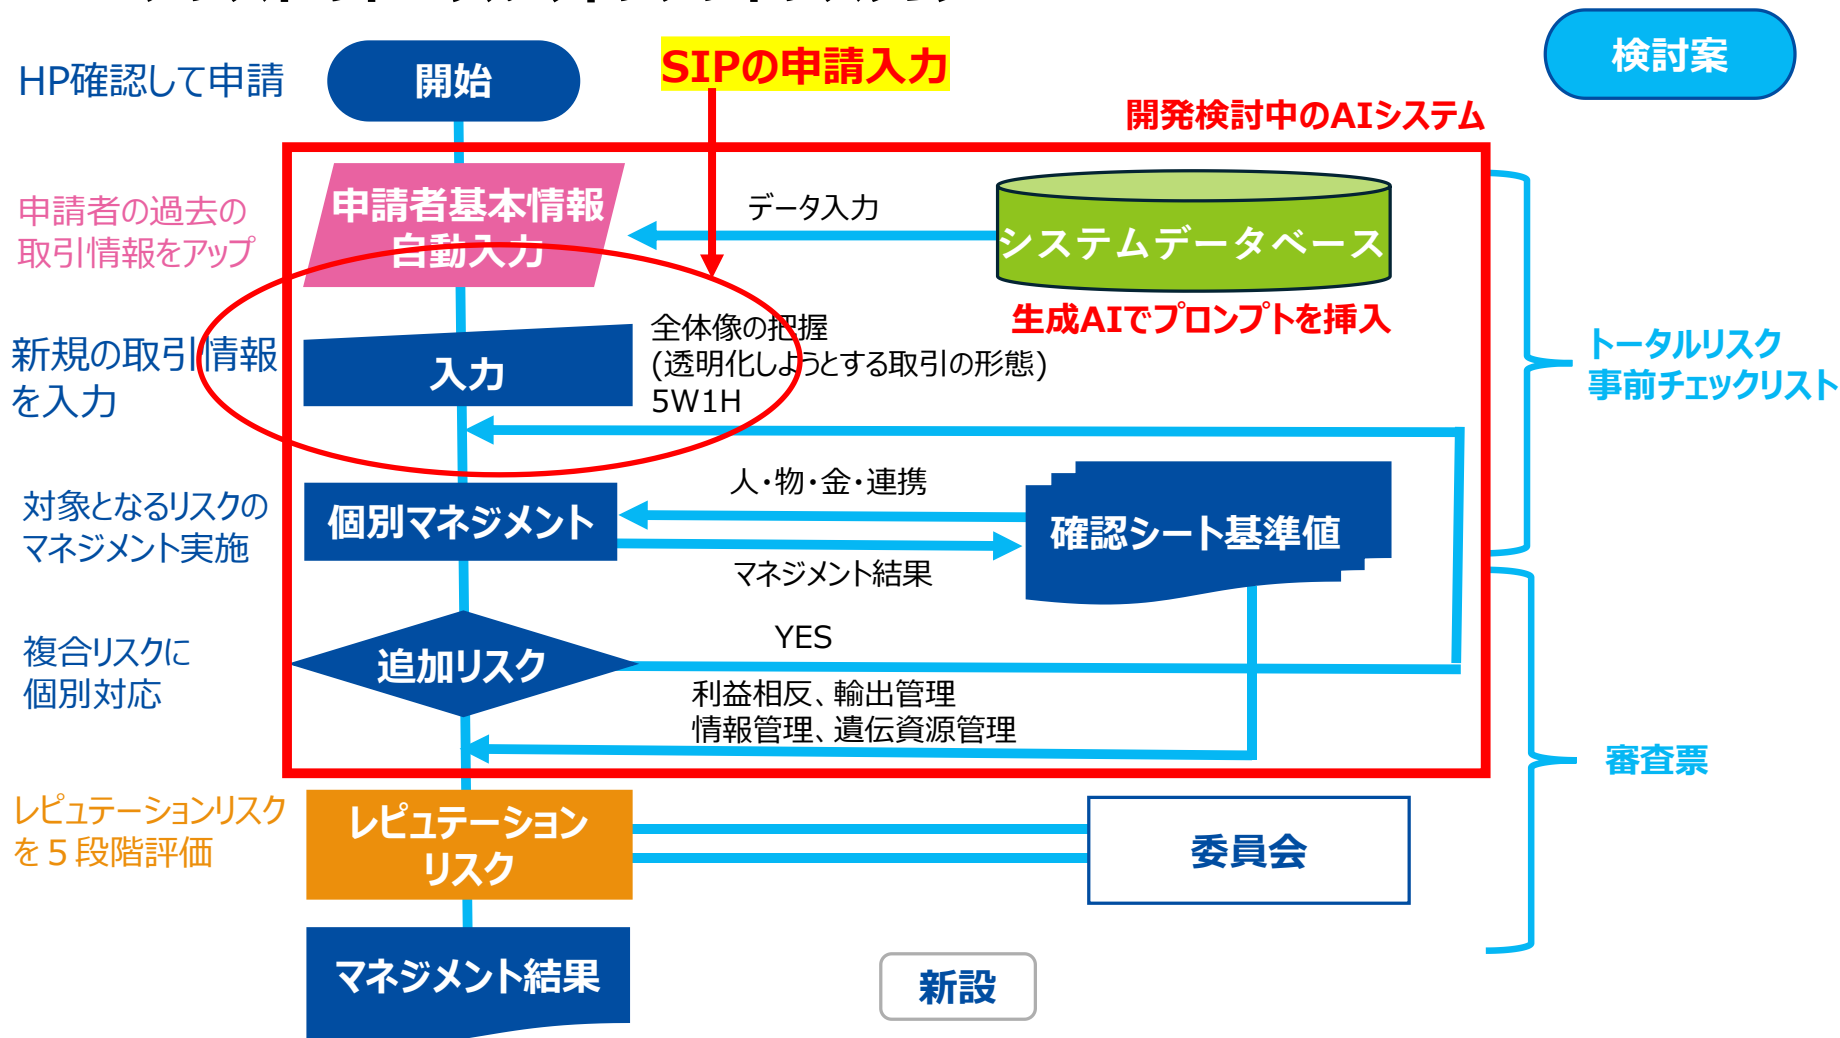 検討案
HP確認して申請
開始
SIPの申請入力
開発検討中のAIシステム
申請者の過去の
取引情報をアップ
申請者基本情報
自動入力
データ入力
システムデータベース
生成AIでプロンプトを挿入
新規の取引情報
を入力
入力
全体像の把握
(透明化しようとする取引の形態)
5W1H
トータルリスク
事前チェックリスト
対象となるリスクの
マネジメント実施
個別マネジメント
人・物・金・連携
マネジメント結果
確認シート基準値
複合リスクに
個別対応
追加リスク
YES
利益相反、輸出管理
情報管理、遺伝資源管理
審査票
レピュテーションリスク
を５段階評価
レピュテーション
リスク
委員会
マネジメント結果
新設